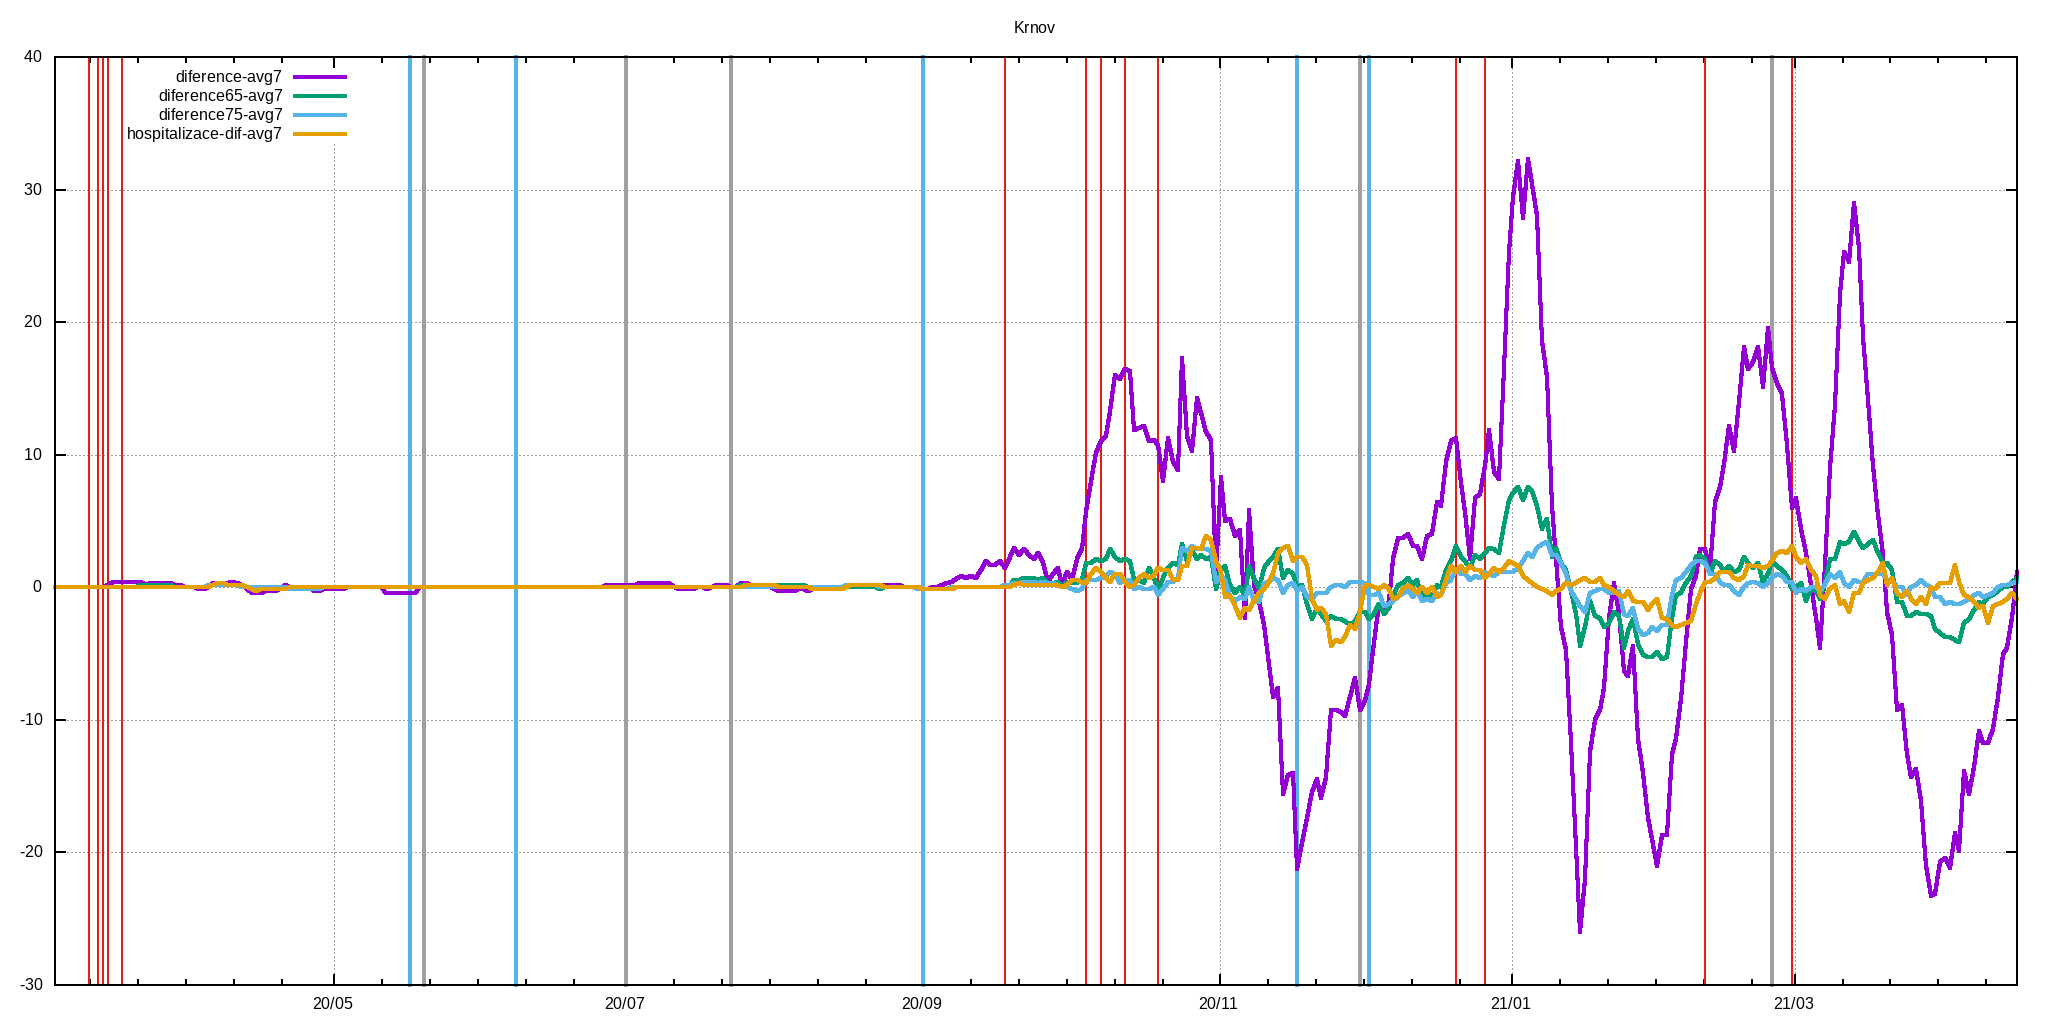 Krnov
40
diference-avg7
diference65-avg7
diference75-avg7
hospitalizace-dif-avg7
30
20
10
0
-10
-20
-30
20/05 20/07 20/09 20/11 21/01 21/03